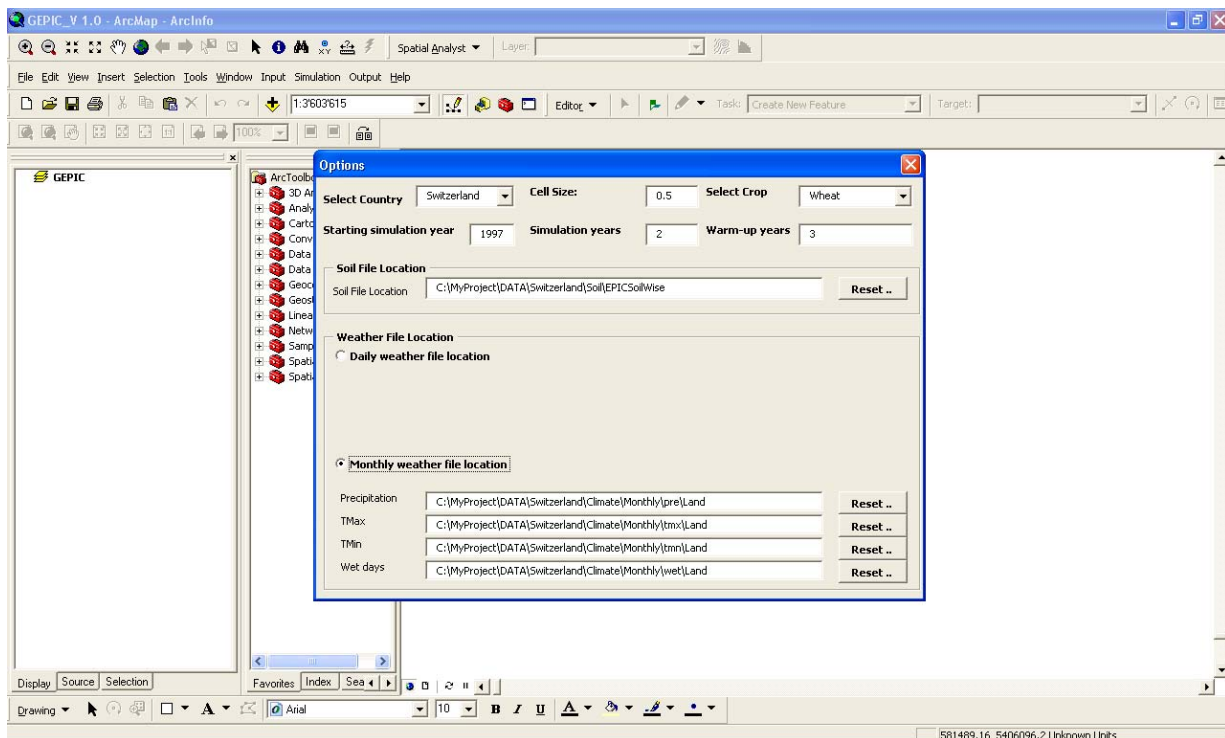 GEPIC_V 1.0 - ArcMap - ArcInfo
Spatial Analyst
Layer:
File Edit View Insert Selection Tools Window Input Simulation Output Help
1:3'603'615
Editor
Task: Create New Feature
Target:
100%
GEPIC
ArcToolbo
3D An
Analy
Carto
Conv
Data
Data
Geoco
Geost
Linea
Netw
Samp
Spati
Spati
Options
Select Country Switzerland Cell Size: 0.5 Select Crop Wheat
Starting simulation year 1997 Simulation years 2 Warm-up years 3
Soil File Location
Soil File Location C:\MyProject\DATA\Switzerland\Soil\EPICSoilWise Reset ..
Weather File Location
Daily weather file location
Monthly weather file location
Precipitation C:\MyProject\DATA\Switzerland\Climate\Monthly\pre\Land Reset ..
TMax C:\MyProject\DATA\Switzerland\Climate\Monthly\tmx\Land Reset ..
TMin C:\MyProject\DATA\Switzerland\Climate\Monthly\tmn\Land Reset ..
Wet days C:\MyProject\DATA\Switzerland\Climate\Monthly\wet\Land Reset ..
Display Source Selection
Favorites Index Sea
Drawing A Arial 10 B I U A
581489.16 5406096.2 Unknown Units